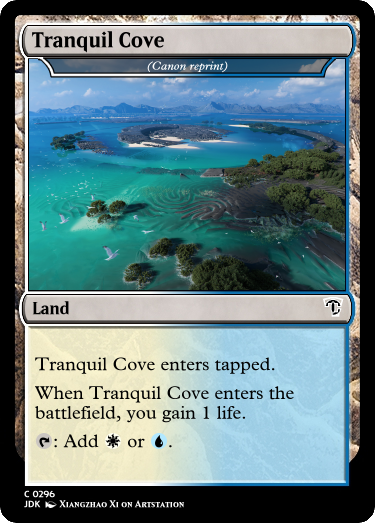 Tranquil Cove
(Canon reprint)
Land
Tranquil Cove enters tapped.
When Tranquil Cove enters the
battlefield, you gain 1 life.
: Add or .
C 0296
JDK Xiangzhao Xi on Artstation